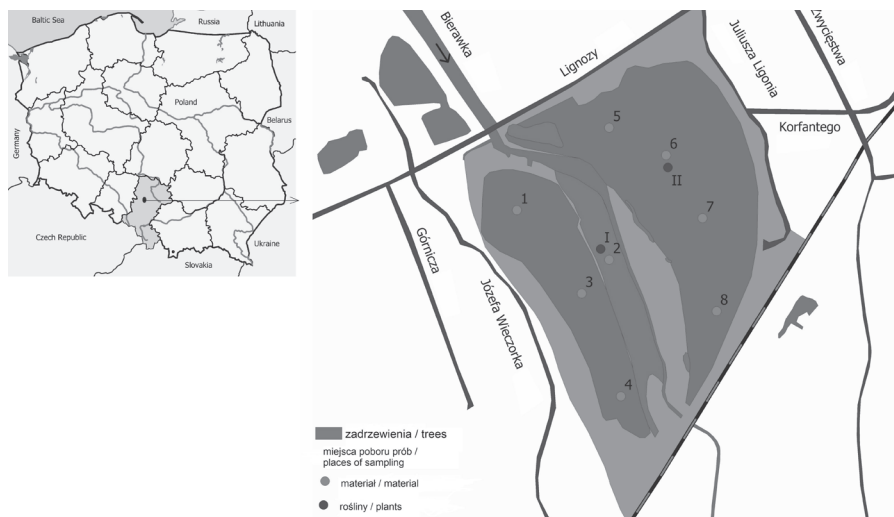 Baltic Sea
Russia
Lithuania
Poland
Belarus
Germany
Czech Republic
Ukraine
Slovakia
Bierawka
Lignozy
Juliusza Ligonia
Zwycięstwa
Korfantego
Górnicza
Józefa Wieczorka
5
6
II
1
7
I
2
3
8
4
zadrzewienia / trees
miejsca poboru prób /
places of sampling
materiał / material
rośliny / plants